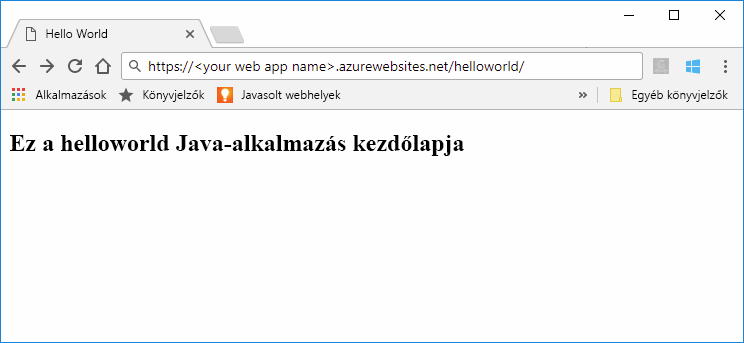 Hello World
https://<your web app name>.azurewebsites.net/helloworld/
Alkalmazások Könyvjelzők Javasolt webhelyek » Egyéb könyvjelzők
Ez a helloworld Java-alkalmazás kezdőlapja